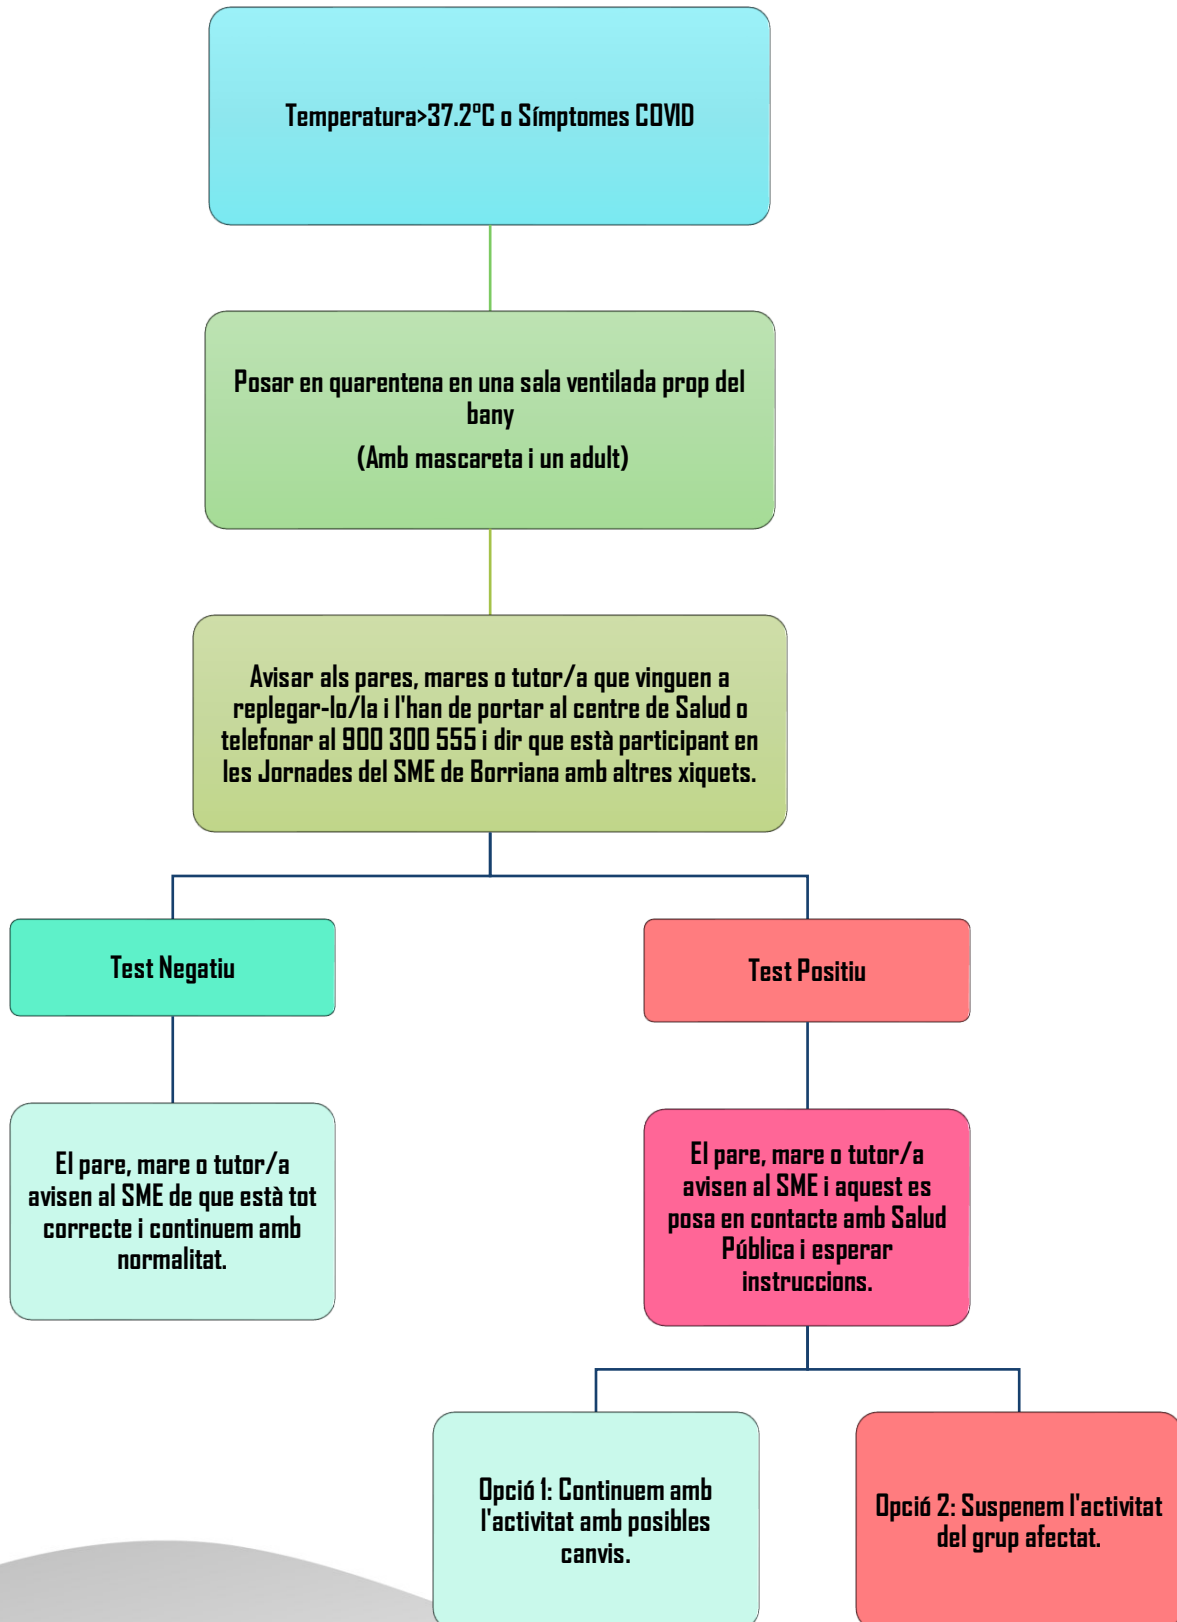 Temperatura>37.2°C o Símptomes COVID
Posar en quarentena en una sala ventilada prop del
bany
(Amb mascareta i un adult)
Avisar als pares, mares o tutor/a que vinguen a
replegar-lo/la i l'han de portar al centre de Salud o
telefonar al 900 300 555 i dir que està participant en
les Jornades del SME de Borriana amb altres xiquets.
Test Negatiu
Test Positiu
El pare, mare o tutor/a
avisen al SME de que està tot
correcte i continuem amb
normalitat.
El pare, mare o tutor/a
avisen al SME i aquest es
posa en contacte amb Salud
Pública i esperar
instruccions.
Opció 1: Continuem amb
l'activitat amb posibles
canvis.
Opció 2: Suspenem l'activitat
del grup afectat.